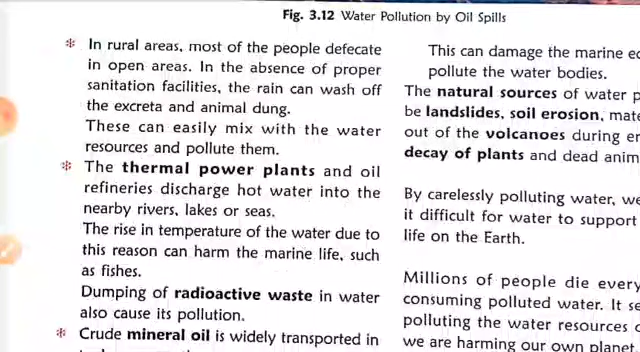 Fig. 3.12 Water Pollution by Oil Spills
* In rural areas, most of the people defecate
in open areas. In the absence of proper
sanitation facilities, the rain can wash off
the excreta and animal dung.
These can easily mix with the water
resources and pollute them.
* The thermal power plants and oil
refineries discharge hot water into the
nearby rivers, lakes or seas.
The rise in temperature of the water due to
this reason can harm the marine life, such
as fishes.
Dumping of radioactive waste in water
also cause its pollution.
* Crude mineral oil is widely transported in
This can damage the marine
pollute the water bodies.
The natural sources of water
be landslides, soil erosion,
out of the volcanoes during
decay of plants and dead
By carelessly polluting water,
it difficult for water to support
life on the Earth.
Millions of people die every
consuming polluted water. It
polluting the water resources
we are harming our own planet.